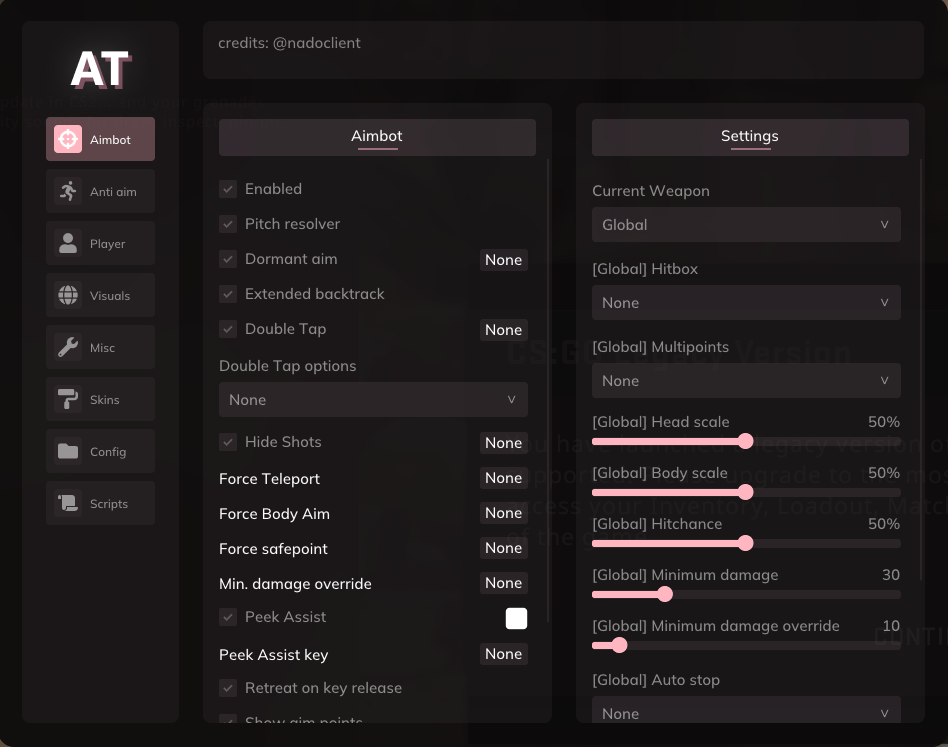 AT
credits: @nadoclient
Aimbot
Anti aim
Player
Visuals
Misc
Skins
Config
Scripts
Aimbot
Enabled
Pitch resolver
Dormant aim None
Extended backtrack
Double Tap None
Double Tap options
None
Hide Shots None
Force Teleport None
Force Body Aim None
Force safepoint None
Min. damage override None
Peek Assist
Peek Assist key None
Retreat on key release
Show aim points
Settings
Current Weapon
Global
[Global] Hitbox
None
[Global] Multipoints
None
[Global] Head scale 50%
[Global] Body scale 50%
[Global] Hitchance 50%
[Global] Minimum damage 30
[Global] Minimum damage override 10
[Global] Auto stop
None